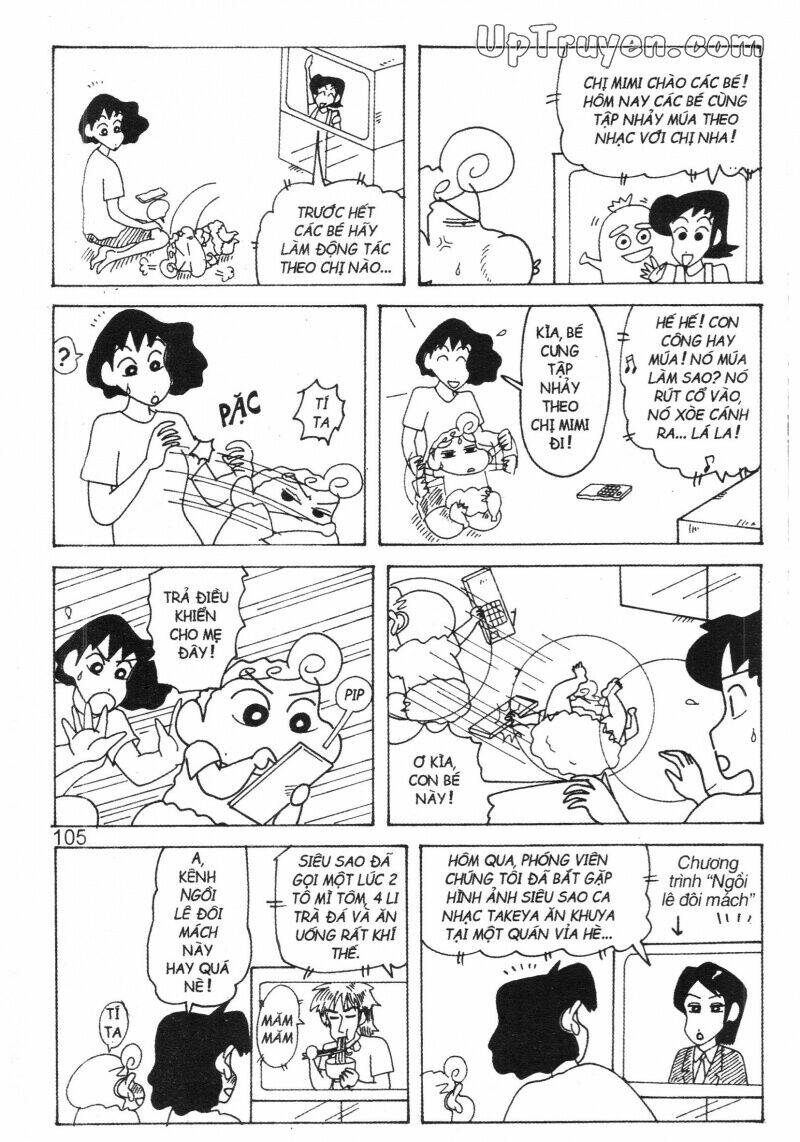 UpTruyen.com
CHỊ MIMI CHÀO CÁC BÉ!
HÔM NAY CÁC BÉ CÙNG
TẬP NHẢY MÚA THEO
NHẠC VỚI CHỊ NHA!
TRƯỚC HẾT
CÁC BÉ HÃY
LÀM ĐỘNG TÁC
THEO CHỊ NÀO...
HẾ HẾ! CON
CÔNG HAY
MÚA! NÓ MÚA
LÀM SAO? NÓ
RÚT CỔ VÀO,
NÓ XÒE CÁNH
RA... LÁ LA!
KÌA, BÉ
CƯNG
TẬP
NHẢY
THEO
CHỊ MIMI
ĐI!
TÍ
TA
PẶC
?
Ơ KÌA,
CON BÉ
NÀY!
TRẢ ĐIỀU
KHIỂN
CHO MẸ
ĐÂY!
PIP
105
Chương
trình “Ngồi
lê đôi mách”
HÔM QUA, PHÓNG VIÊN
CHÚNG TÔI ĐÃ BẮT GẶP
HÌNH ẢNH SIÊU SAO CA
NHẠC TAKEYA ĂN KHUYA
TẠI MỘT QUÁN VỈA HÈ...
SIÊU SAO ĐÃ
GỌI MỘT LÚC 2
TÔ MÌ TÔM, 4 LI
TRÀ ĐÁ VÀ ĂN
UỐNG RẤT KHÍ
THẾ.
MĂM
MĂM
A,
KÊNH
NGỒI
LÊ ĐÔI
MÁCH
NÀY
HAY QUÁ
NÈ!
TÍ
TA